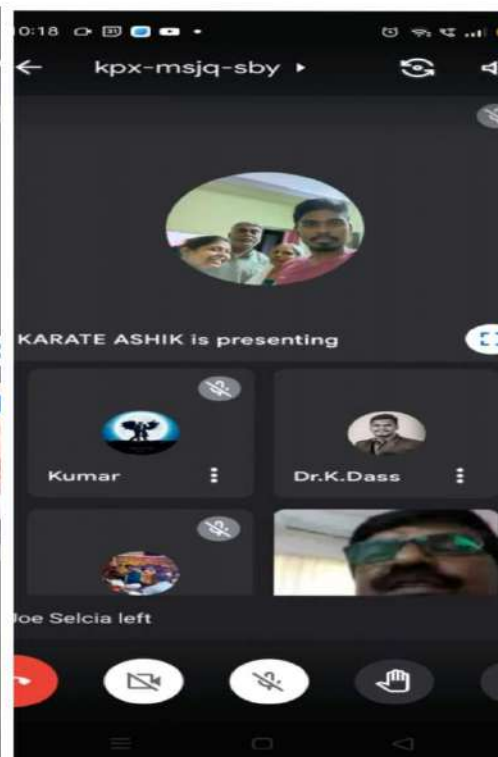 0:18
kpx-msjq-sby
KARATE ASHIK is presenting
Kumar
Dr.K.Dass
Joe Selcia left